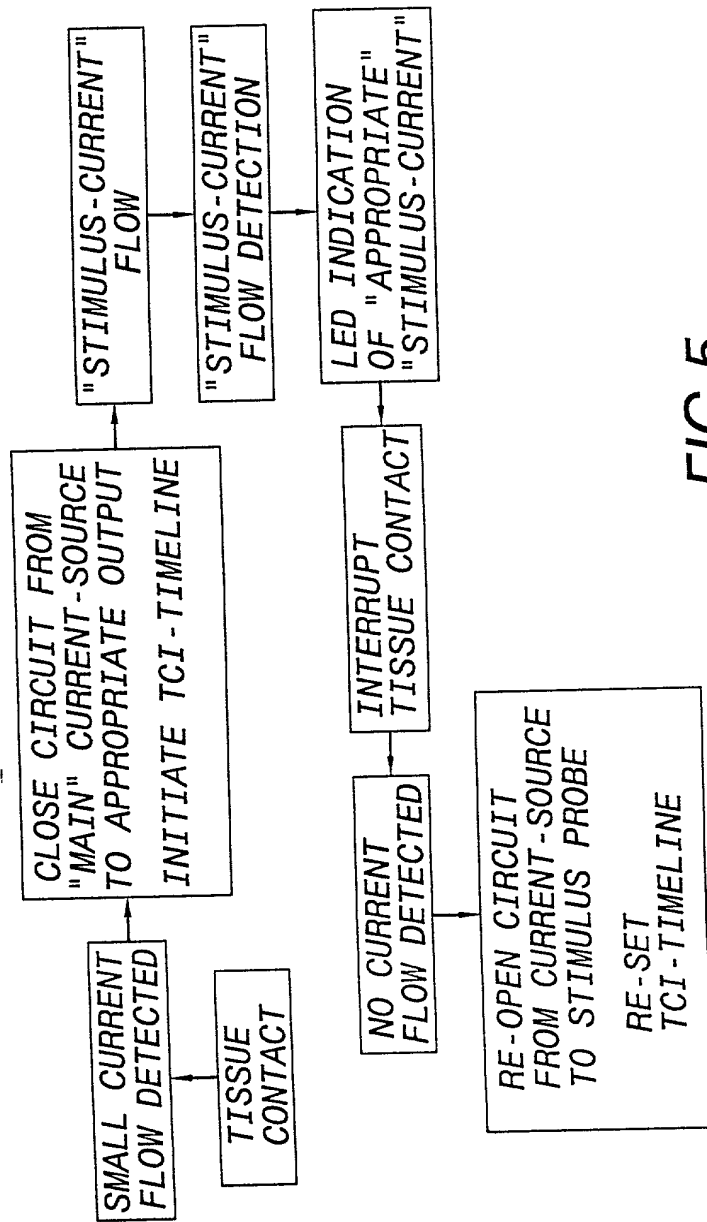 TISSUE
CONTACT
SMALL CURRENT
FLOW DETECTED
CLOSE CIRCUIT FROM
"MAIN" CURRENT-SOURCE
TO APPROPRIATE OUTPUT
INITIATE TCI-TIMELINE
"STIMULUS-CURRENT"
FLOW
"STIMULUS-CURRENT"
FLOW DETECTION
LED INDICATION
OF "APPROPRIATE"
"STIMULUS-CURRENT"
INTERRUPT
TISSUE CONTACT
NO CURRENT
FLOW DETECTED
RE-OPEN CIRCUIT
FROM CURRENT-SOURCE
TO STIMULUS PROBE
RE-SET
TCI-TIMELINE
FIG.5